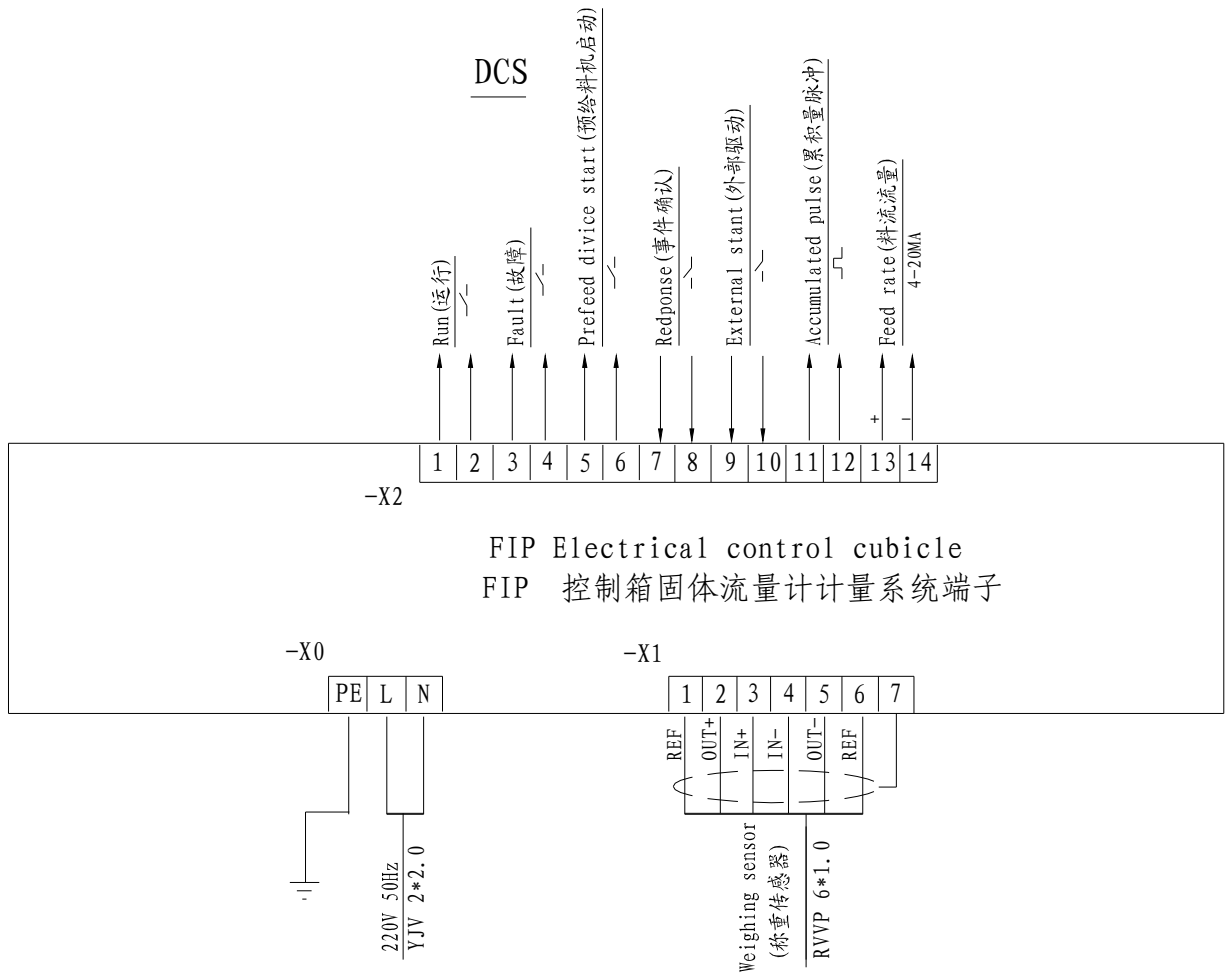 DCS
Run(运行)
Fault(故障)
Prefeed divice start(预给料机启动)
Redponse(事件确认)
External stant(外部驱动)
Accumulated pulse(累积量脉冲)
Feed rate(料流流量)
4-20MA
+
-
1 2 3 4 5 6 7 8 9 10 11 12 13 14
-X2
FIP Electrical control cubicle
FIP 控制箱固体流量计计量系统端子
-X0
-X1
PE L N
1 2 3 4 5 6 7
REF
OUT+
IN+
IN-
OUT-
REF
220V 50Hz
YJV 2*2.0
Weighing sensor
(称重传感器)
RVVP 6*1.0